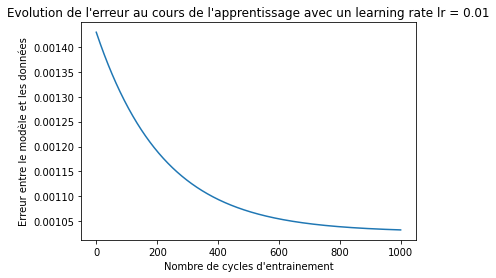 Evolution de l'erreur au cours de l'apprentissage avec un learning rate lr = 0.01
Erreur entre le modèle et les données
0.00140
0.00135
0.00130
0.00125
0.00120
0.00115
0.00110
0.00105
0 200 400 600 800 1000
Nombre de cycles d'entrainement